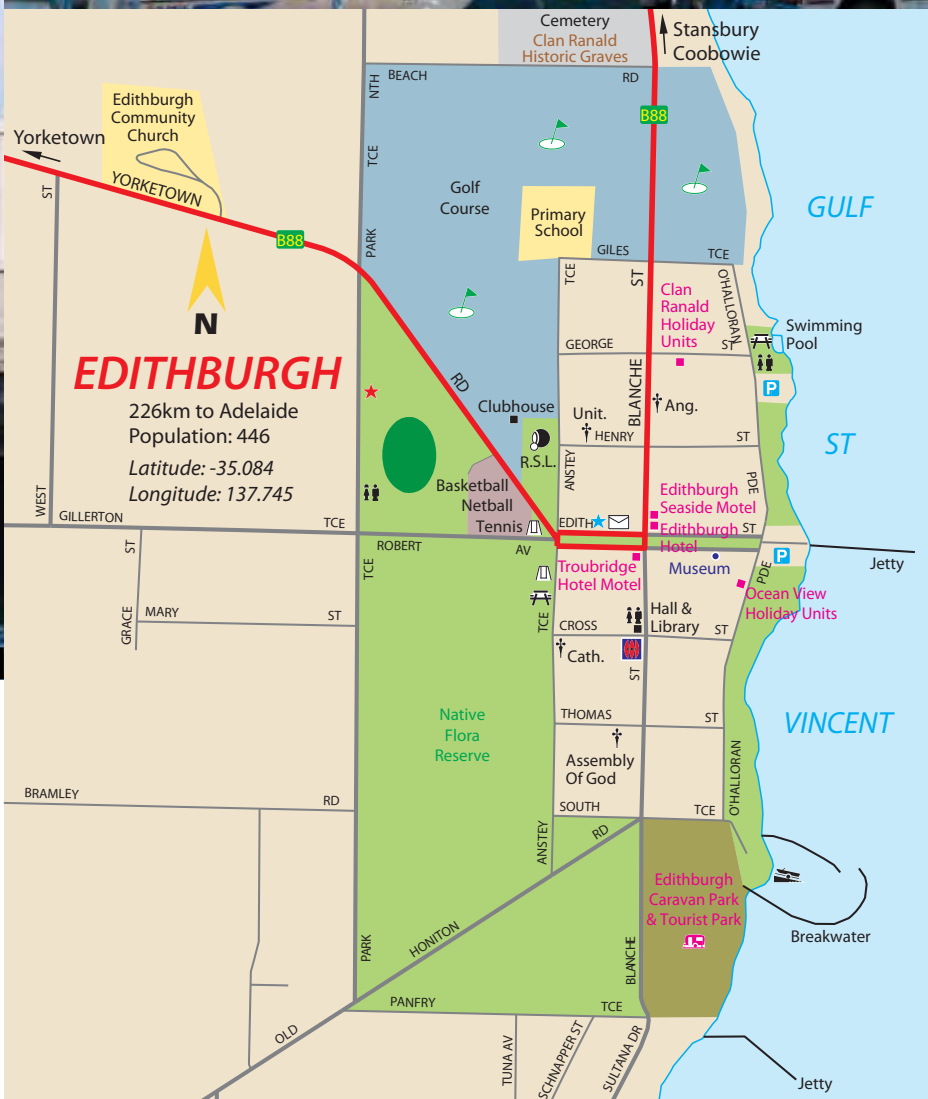 Cemetery
Clan Ranald
Historic Graves
Stansbury
Coobowie
NTH
BEACH
RD
B88
Edithburgh
Community
Church
Yorketown
YORKETOWN
ST
TCE
B88
PARK
Golf
Course
Primary
School
GULF
GILES
TCE
TCE
ST
O'HALLORAN
Clan
Ranald
Holiday
Units
Swimming
Pool
GEORGE
ST
N
EDITHBURGH
226km to Adelaide
Population: 446
Latitude: -35.084
Longitude: 137.745
RD
BLANCHE
P
Clubhouse
Unit.
Ang.
HENRY
ST
ST
R.S.L.
ANSTEY
PDE
Basketball
Netball
Tennis
Edithburgh
Seaside Motel
Edithburgh
Hotel
WEST
GILLERTON
TCE
EDITH
ST
ROBERT
AV
P
Jetty
TCE
Troubridge
Hotel Motel
Museum
PDE
Ocean View
Holiday Units
ST
GRACE
MARY
ST
TCE
CROSS
ST
Hall &
Library
Cath.
ST
Native
Flora
Reserve
THOMAS
ST
VINCENT
Assembly
Of God
O'HALLORAN
BRAMLEY
RD
SOUTH
TCE
ANSTEY
RD
Edithburgh
Caravan Park
& Tourist Park
Breakwater
PARK
HONITON
BLANCHE
PANFRY
TCE
OLD
TUNA AV
SCHNAPPER ST
SULTANA DR
Jetty